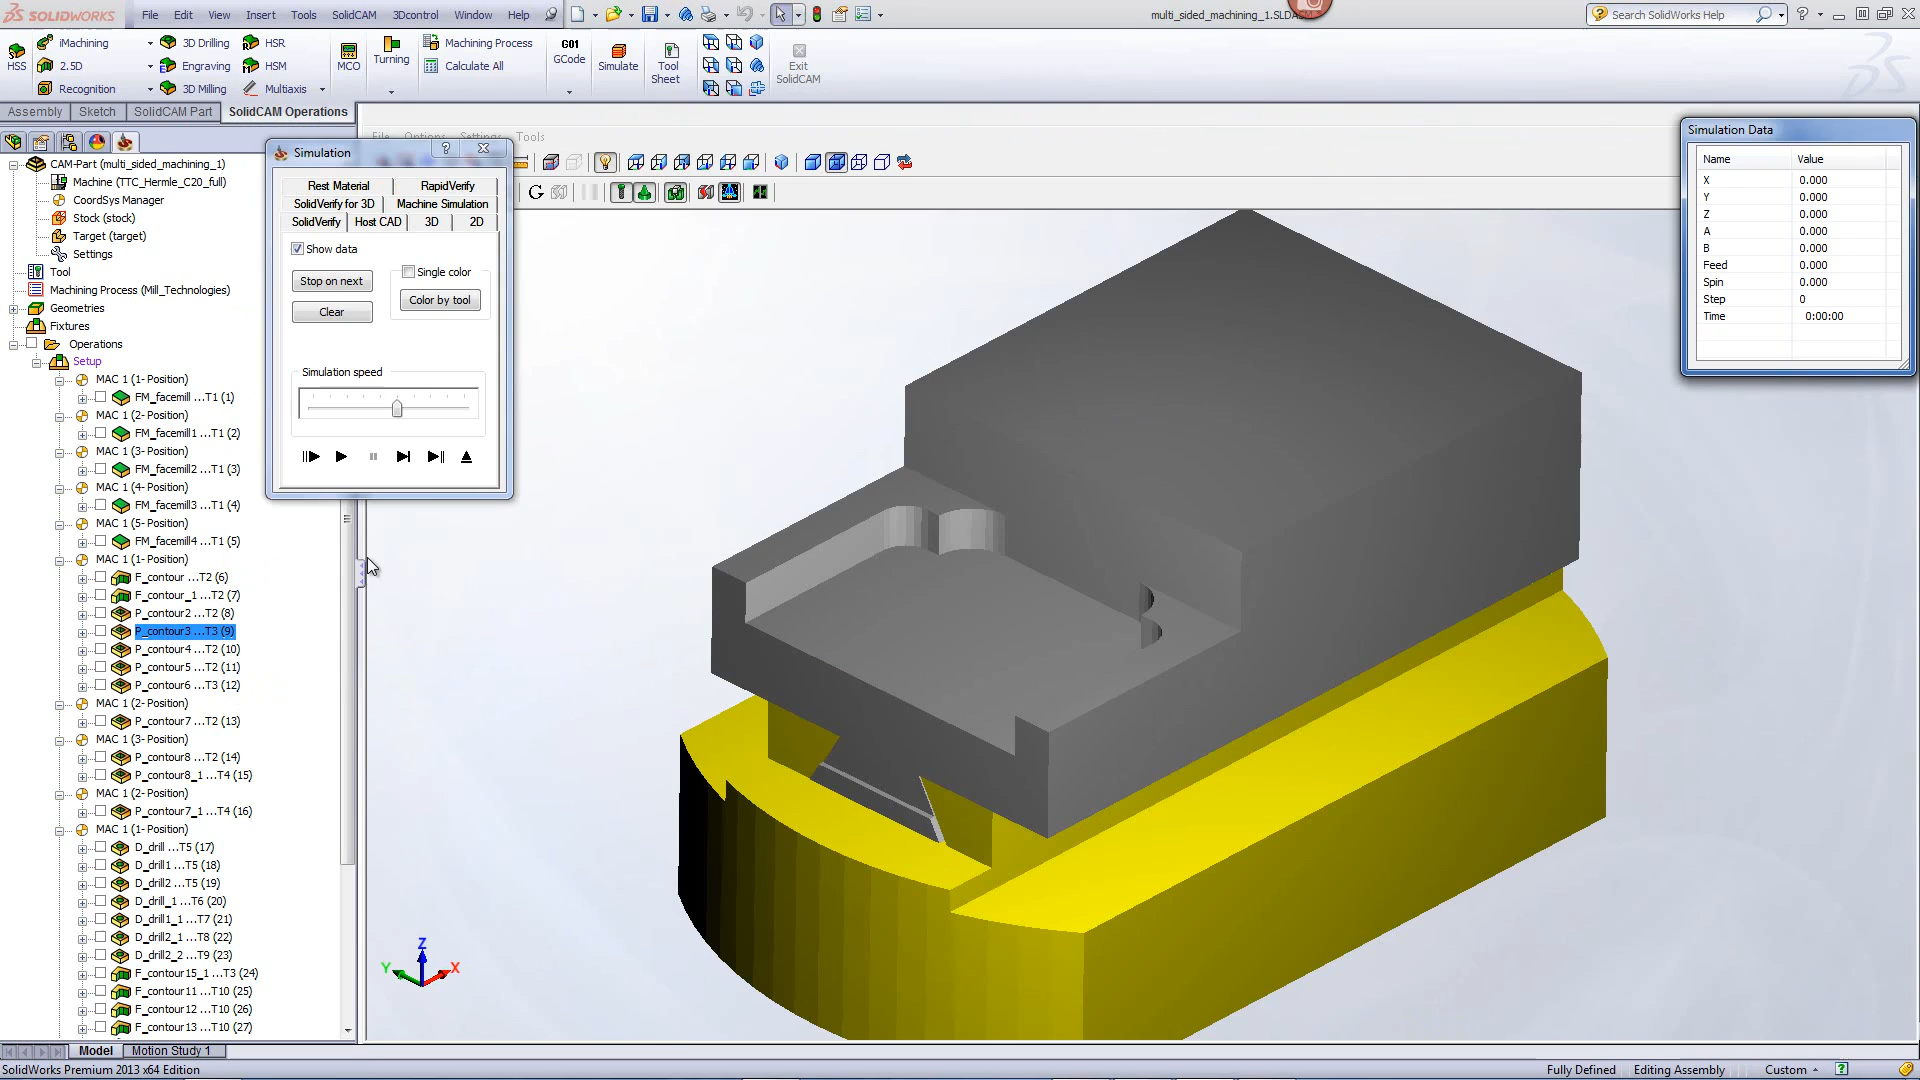 SOLIDWORKS File Edit View Insert Tools SolidCAM 3Dcontrol Window Help multi_sided_machining_1.SLDA Search SolidWorks Help
HSS iMachining 3D Drilling HSR MCO Turning Machining Process G01 GCode Simulate Tool Sheet Exit SolidCAM
2.5D Engraving HSM Calculate All
Recognition 3D Milling Multiaxis
Assembly Sketch SolidCAM Part SolidCAM Operations
File Options Settings Tools
CAM-Part (multi_sided_machining_1)
Machine (TTC_Hermle_C20_full)
CoordSys Manager
Stock (stock)
Target (target)
Settings
Tool
Machining Process (Mill_Technologies)
Geometries
Fixtures
Operations
Setup
MAC 1 (1- Position)
FM_facemill ...T1 (1)
MAC 1 (2- Position)
FM_facemill1 ...T1 (2)
MAC 1 (3- Position)
FM_facemill2 ...T1 (3)
MAC 1 (4- Position)
FM_facemill3 ...T1 (4)
MAC 1 (5- Position)
FM_facemill4 ...T1 (5)
MAC 1 (1- Position)
F_contour ...T2 (6)
F_contour_1 ...T2 (7)
P_contour2 ...T2 (8)
P_contour3 ...T3 (9)
P_contour4 ...T2 (10)
P_contour5 ...T2 (11)
P_contour6 ...T3 (12)
MAC 1 (2- Position)
P_contour7 ...T2 (13)
MAC 1 (3- Position)
P_contour8 ...T2 (14)
P_contour8_1 ...T4 (15)
MAC 1 (2- Position)
P_contour7_1 ...T4 (16)
MAC 1 (1- Position)
D_drill ...T5 (17)
D_drill1 ...T5 (18)
D_drill2 ...T5 (19)
D_drill_1 ...T6 (20)
D_drill1_1 ...T7 (21)
D_drill2_1 ...T8 (22)
D_drill2_2 ...T9 (23)
F_contour15_1 ...T3 (24)
F_contour11 ...T10 (25)
F_contour12 ...T10 (26)
F_contour13 ...T10 (27)
Simulation ?
Rest Material RapidVerify
SolidVerify for 3D Machine Simulation
SolidVerify Host CAD 3D 2D
Show data
Stop on next Single color
Clear Color by tool
Simulation speed
Simulation Data
Name Value
X 0.000
Y 0.000
Z 0.000
A 0.000
B 0.000
Feed 0.000
Spin 0.000
Step 0
Time 0:00:00
Z
Y X
Model Motion Study 1
SolidWorks Premium 2013 x64 Edition Fully Defined Editing Assembly Custom ?